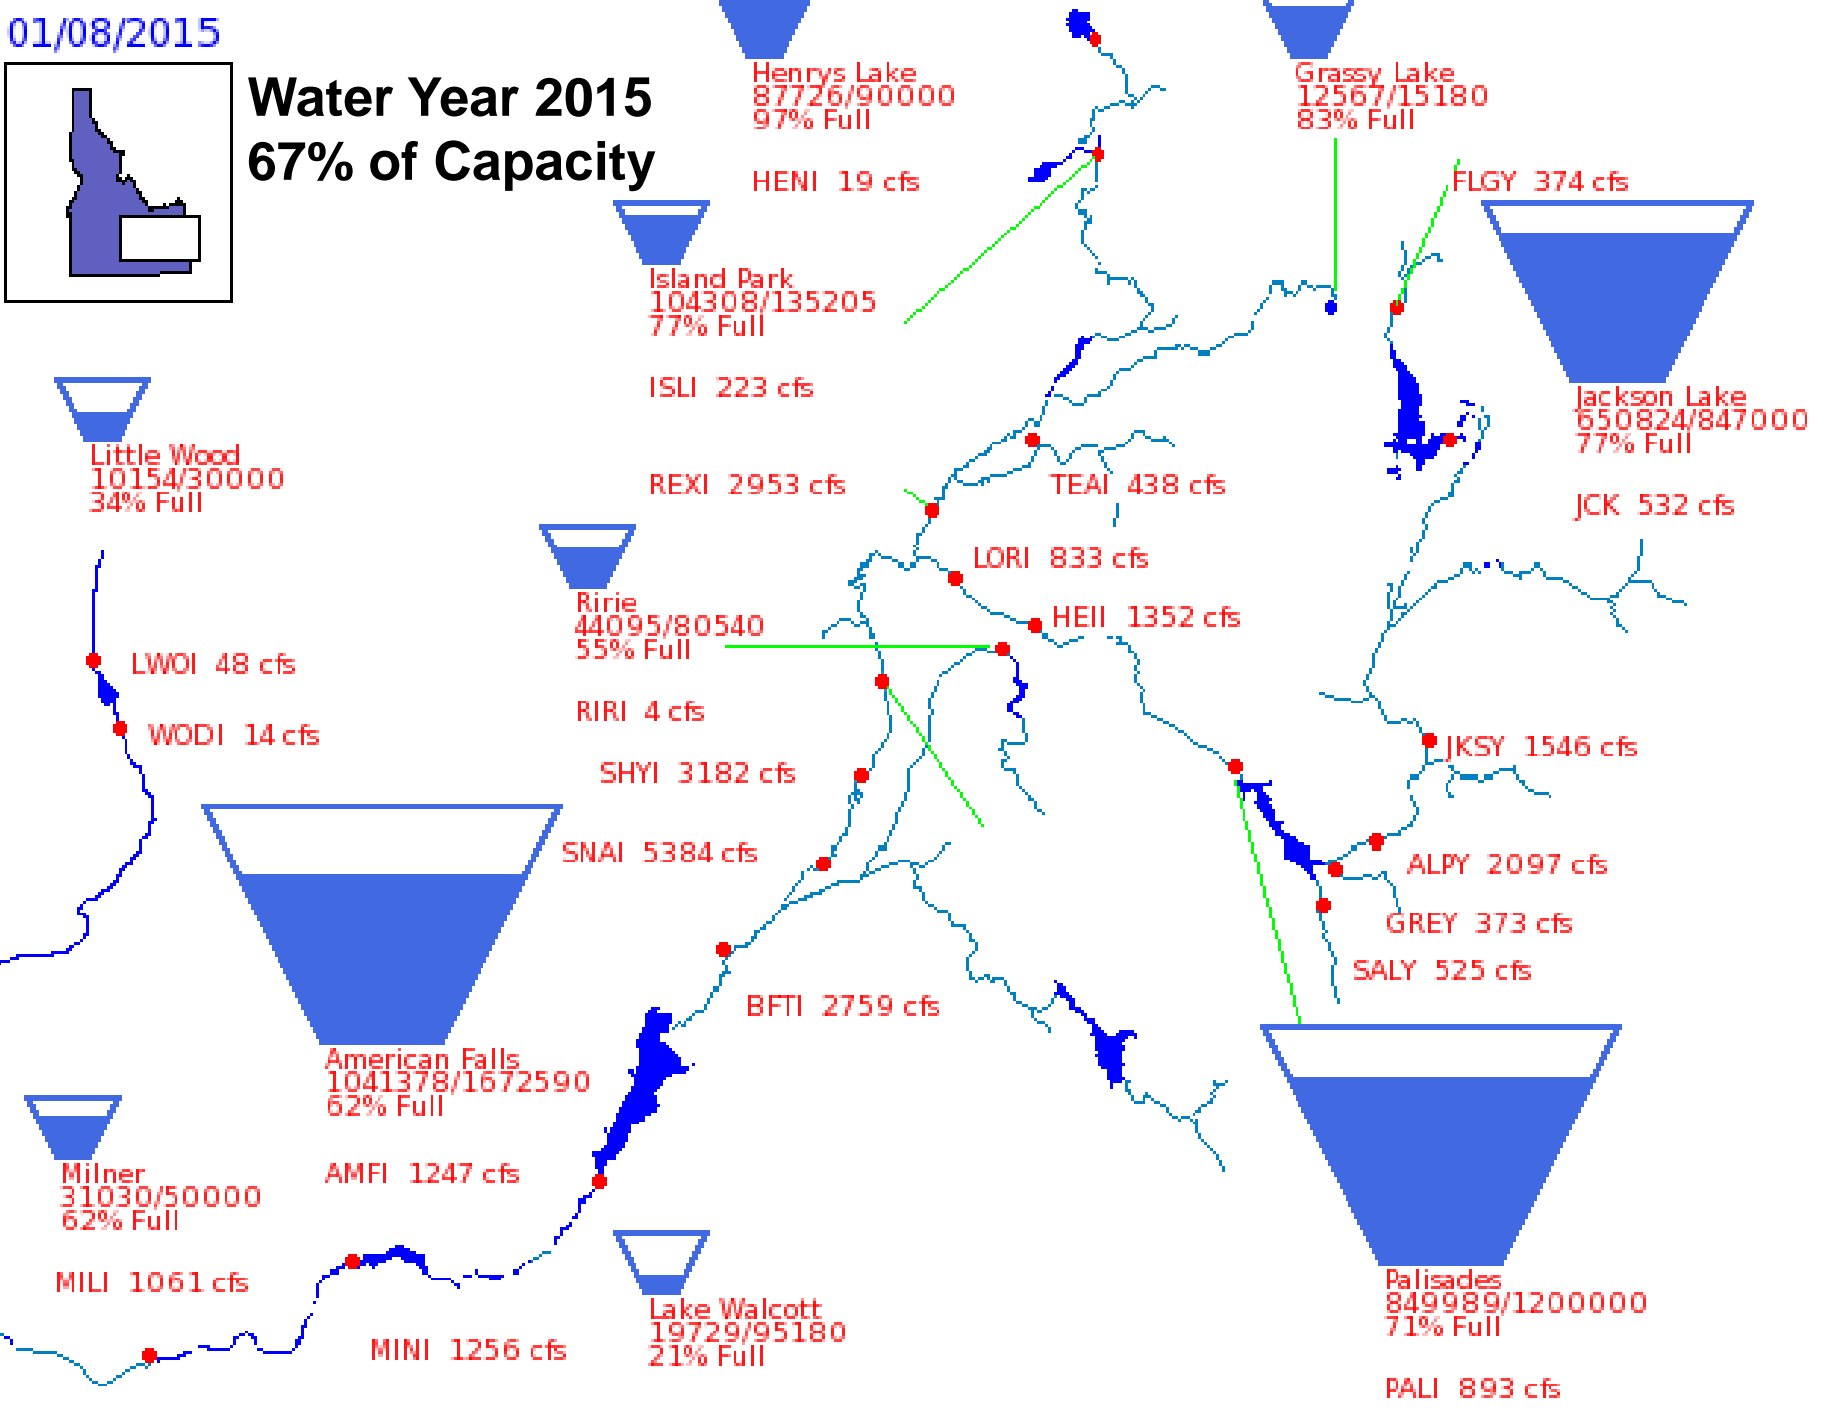 01/08/2015
Water Year 2015
67% of Capacity
Henrys Lake
87726/90000
97% Full
HENI 19 cfs
Grassy Lake
12567/15180
83% Full
FLGY 374 cfs
Island Park
104308/135205
77% Full
ISLI 223 cfs
Jackson Lake
650824/847000
77% Full
JCK 532 cfs
Little Wood
10154/30000
34% Full
REXI 2953 cfs
TEAI 438 cfs
LORI 833 cfs
HEII 1352 cfs
Ririe
44095/80540
55% Full
RIRI 4 cfs
LWOI 48 cfs
WODI 14 cfs
SHYI 3182 cfs
JKSY 1546 cfs
SNAI 5384 cfs
ALPY 2097 cfs
GREY 373 cfs
SALY 525 cfs
BFTI 2759 cfs
American Falls
1041378/1672590
62% Full
AMFI 1247 cfs
Milner
31030/50000
62% Full
MILI 1061 cfs
MINI 1256 cfs
Lake Walcott
19729/95180
21% Full
Palisades
849989/1200000
71% Full
PALI 893 cfs